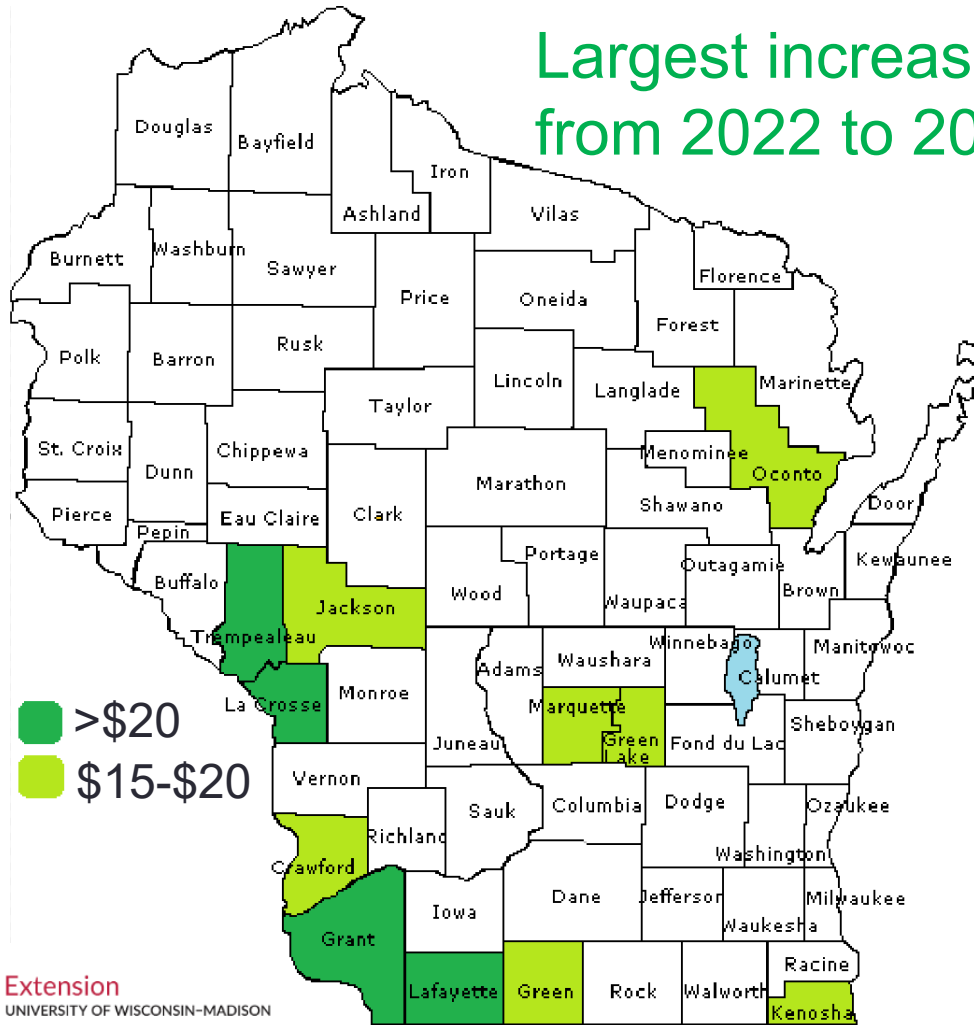 Largest increas
from 2022 to 20
Douglas
Bayfield
Iron
Ashland
Vilas
Burnett
Washburn
Sawyer
Florence
Price
Oneida
Forest
Polk
Barron
Rusk
Lincoln
Langlade
Marinette
Taylor
St. Croix
Chippewa
Menominee
Dunn
Marathon
Oconto
Shawano
Door
Pierce
Eau Claire
Clark
Pepin
Portage
Outagamie
Kewaunee
Buffalo
Jackson
Wood
Waupaca
Brown
Trempealeau
Winnebago
Manitowoc
Adams
Waushara
Calumet
La Crosse
Monroe
Marquette
Sheboygan
>$20
Juneau
Green
Lake
Fond du Lac
$15-$20
Vernon
Sauk
Columbia
Dodge
Ozaukee
Richland
Washington
Crawford
Dane
Jefferson
Milwaukee
Iowa
Waukesha
Grant
Racine
Lafayette
Green
Rock
Walworth
Kenosha
Extension
UNIVERSITY OF WISCONSIN–MADISON